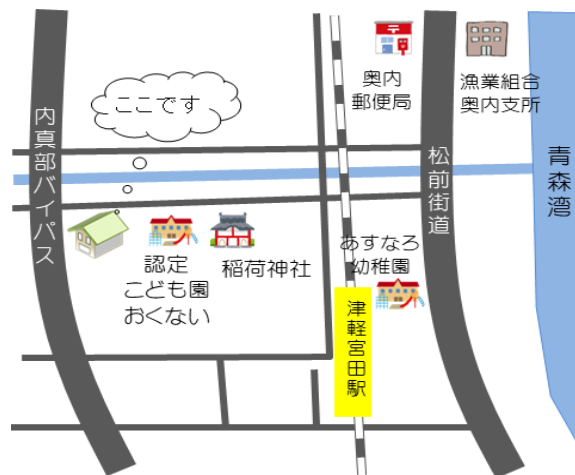 奥内
郵便局
漁業組合
奥内支所
ここです
内真部バイパス
松前街道
青森湾
認定
こども園
おくない
稲荷神社
あすなろ
幼稚園
津軽宮田駅